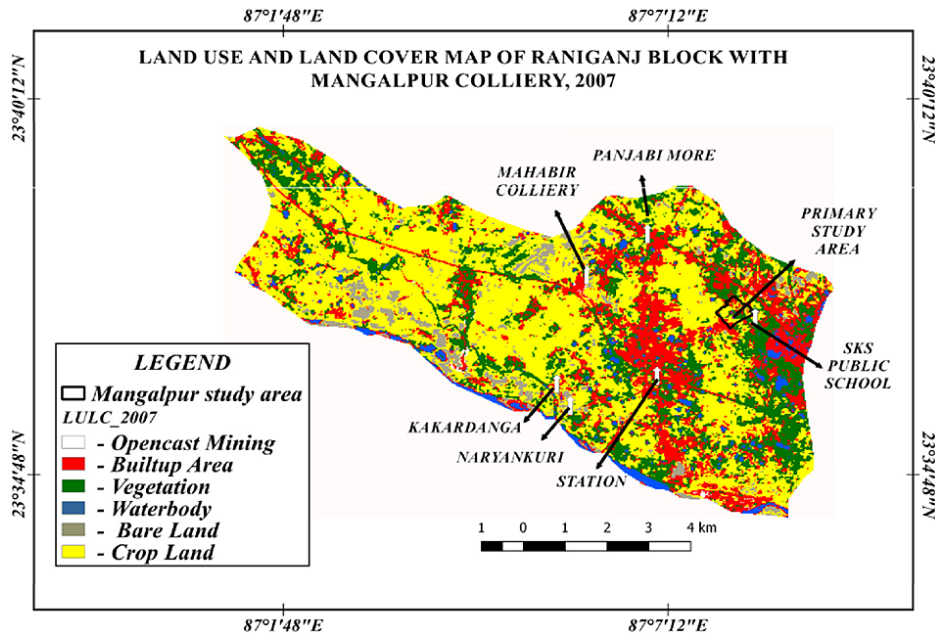 87°1'48"E
87°7'12"E
LAND USE AND LAND COVER MAP OF RANIGANJ BLOCK WITH
MANGALPUR COLLIERY, 2007
23°40'12"N
23°40'12"N
PANJABI MORE
MAHABIR
COLLIERY
PRIMARY
STUDY
AREA
SKS
PUBLIC
SCHOOL
KAKARDANGA
NARYANKURI
STATION
LEGEND
Mangalpur study area
LULC_2007
- Opencast Mining
- Builtup Area
- Vegetation
- Waterbody
- Bare Land
- Crop Land
1 0 1 2 3 4 km
23°34'48"N
23°34'48"N
87°1'48"E
87°7'12"E